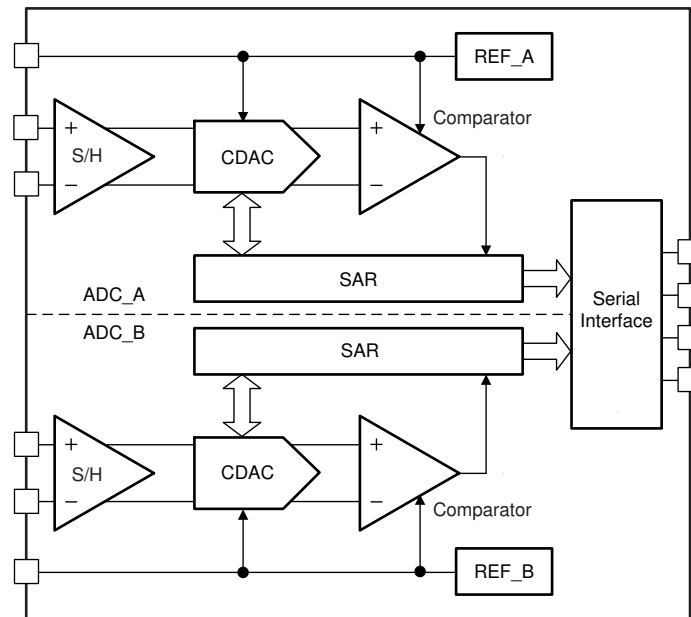 REF_A
Comparator
+
+
S/H
CDAC
−
−
SAR
ADC_A
Serial
Interface
ADC_B
SAR
+
+
S/H
CDAC
−
−
Comparator
REF_B